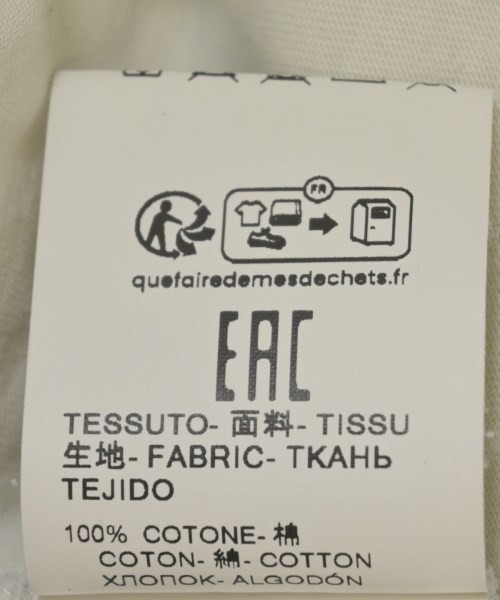 FR
quefairedemesdechets.fr
EAC
TESSUTO- 面料- TISSU
生地- FABRIC- ТКАНЬ
TEJIDO
100% COTONE- 棉
COTON- 綿- COTTON
ХЛОПОК- ALGODÓN